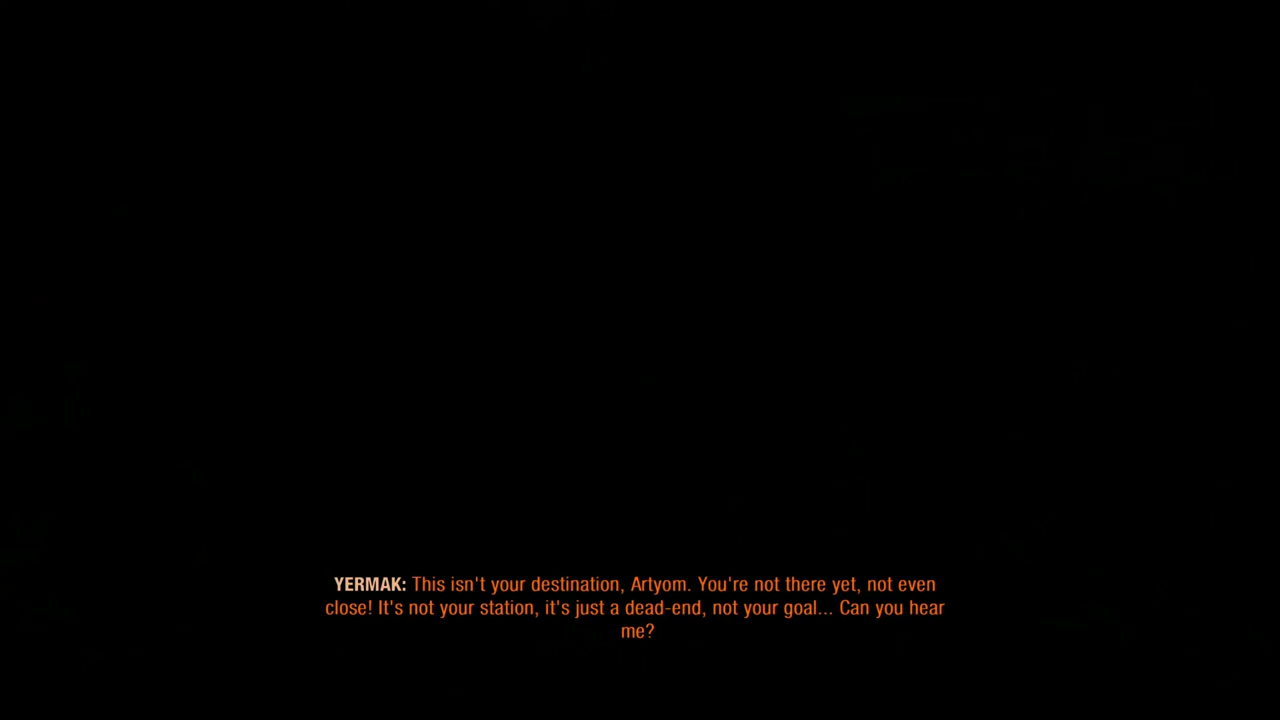 YERMAK: This isn't your destination, Artyom. You're not there yet, not even
close! It's not your station, it's just a dead-end, not your goal... Can you hear
me?